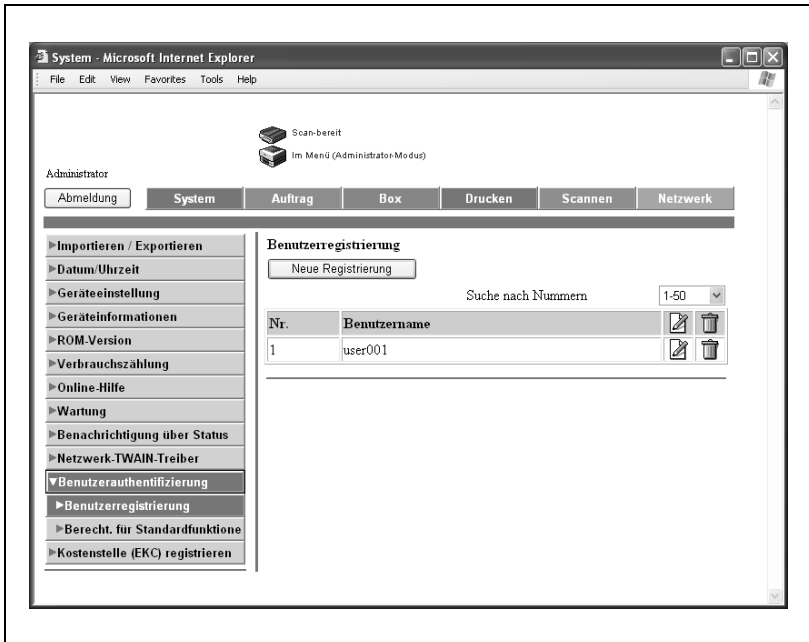 System - Microsoft Internet Explorer
File Edit View Favorites Tools Help
Scan-bereit
Im Menü (Administrator-Modus)
Administrator
Abmeldung System Auftrag Box Drucken Scannen Netzwerk
Importieren / Exportieren
Datum/Uhrzeit
Geräteeinstellung
Geräteinformationen
ROM-Version
Verbrauchszählung
Online-Hilfe
Wartung
Benachrichtigung über Status
Netzwerk-TWAIN-Treiber
Benutzerauthentifizierung
Benutzerregistrierung
Berecht. für Standardfunktione
Kostenstelle (EKC) registrieren
Benutzerregistrierung
Neue Registrierung
Suche nach Nummern 1-50
Nr. Benutzername
1 user001